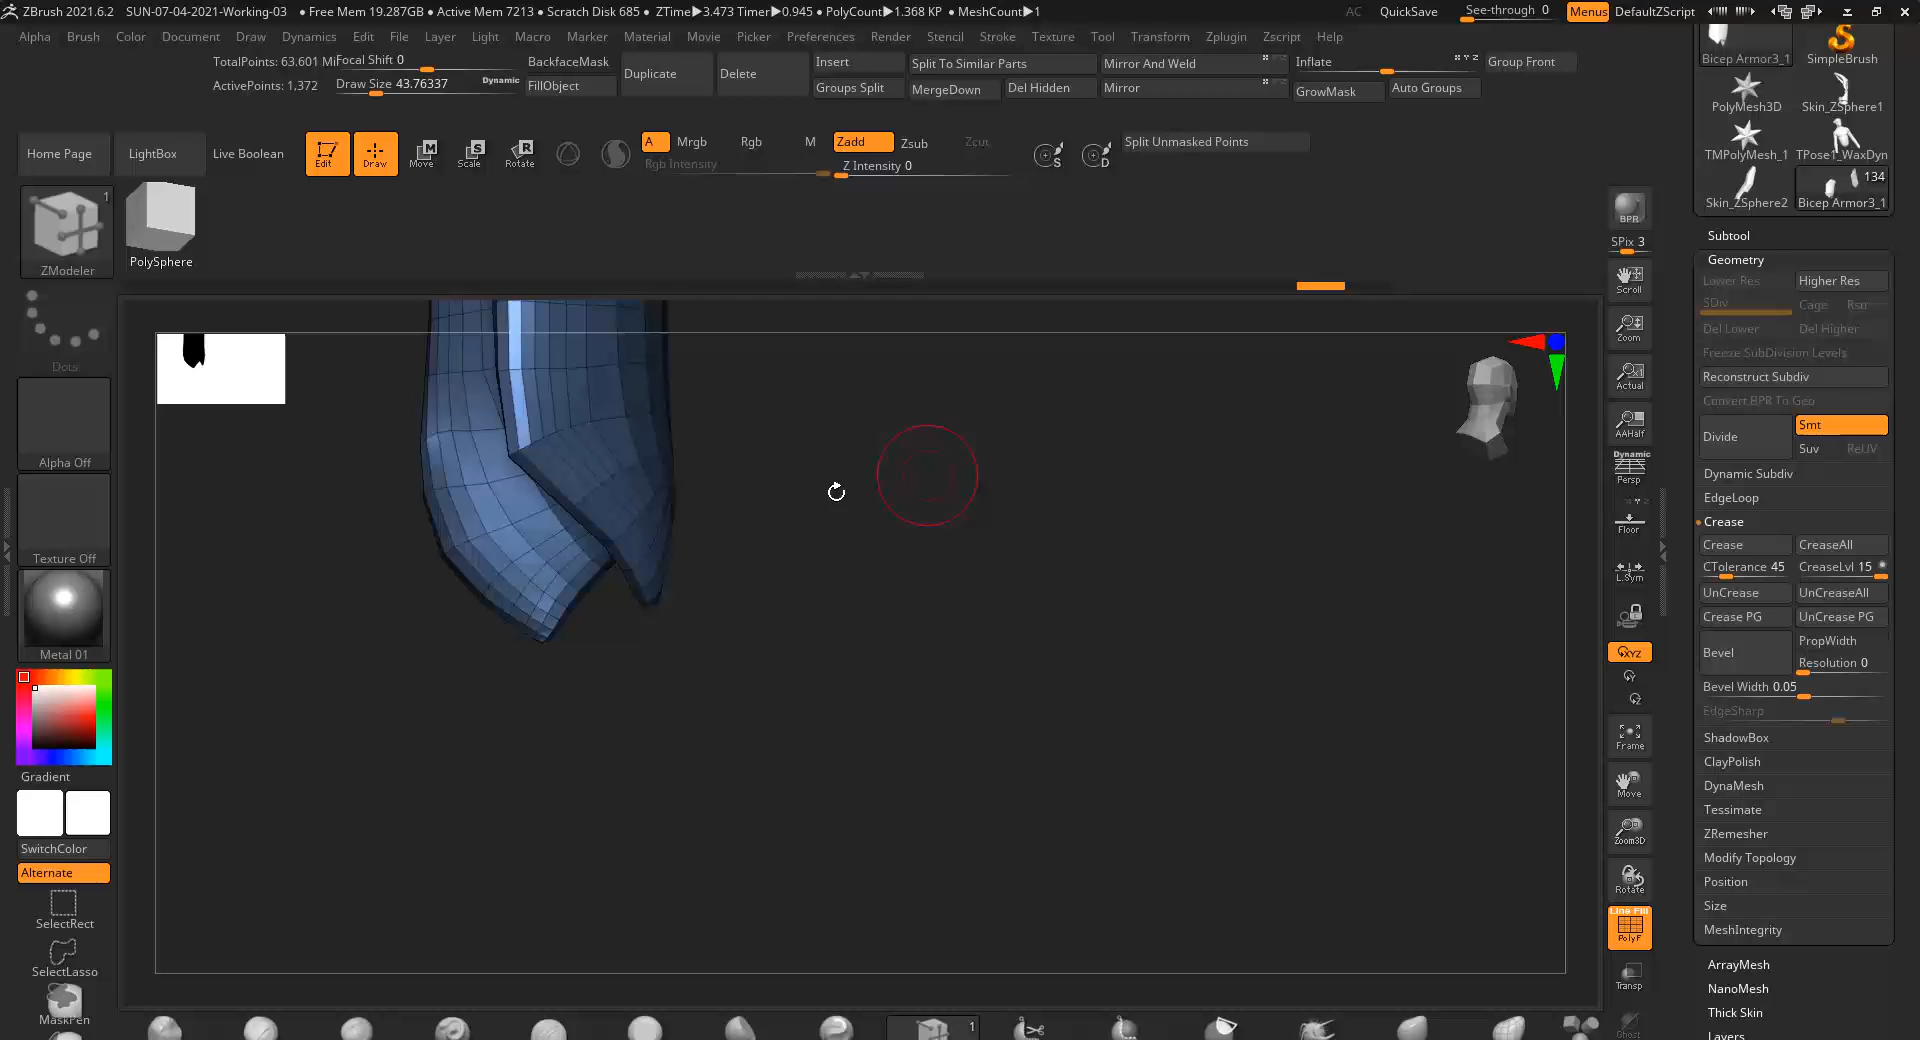 ZBrush 2021.6.2 SUN-07-04-2021-Working-03 • Free Mem 19.287GB • Active Mem 7213 • Scratch Disk 685 • ZTime▶3.473 Timer▶0.945 • PolyCount▶1.368 KP • MeshCount▶1 AC QuickSave See-through 0 Menus DefaultZScript
Alpha Brush Color Document Draw Dynamics Edit File Layer Light Macro Marker Material Movie Picker Preferences Render Stencil Stroke Texture Tool Transform Zplugin Zscript Help
TotalPoints: 63.601 Mi Focal Shift 0 BackfaceMask Duplicate Delete Insert Split To Similar Parts Mirror And Weld Inflate Group Front
ActivePoints: 1,372 Draw Size 43.76337 Dynamic FillObject Groups Split MergeDown Del Hidden Mirror GrowMask Auto Groups
Home Page LightBox Live Boolean Edit Draw Move Scale Rotate A Mrgb Rgb M Zadd Zsub Zcut Split Unmasked Points
Rgb Intensity Z Intensity 0
1
ZModeler PolySphere
Dots
Alpha Off
Texture Off
Metal 01
Gradient
SwitchColor
Alternate
SelectRect
SelectLasso
MaskPen
1
BPR
SPix 3
Scroll
Zoom
Actual
AAHalf
Dynamic
Persp
Floor
L.Sym
XYZ
Y
Z
Frame
Move
Zoom3D
Rotate
Line Fill
PolyF
Transp
Ghost
Bicep Armor3_1 SimpleBrush
PolyMesh3D Skin_ZSphere1
TMPolyMesh_1 TPose1_WaxDyn
134
Skin_ZSphere2 Bicep Armor3_1
Subtool
Geometry
Lower Res Higher Res
SDiv Cage Rstr
Del Lower Del Higher
Freeze SubDivision Levels
Reconstruct Subdiv
Convert BPR To Geo
Divide Smt
Suv ReUV
Dynamic Subdiv
EdgeLoop
Crease
Crease CreaseAll
CTolerance 45 CreaseLvl 15
UnCrease UnCreaseAll
Crease PG UnCrease PG
Bevel PropWidth
Resolution 0
Bevel Width 0.05
EdgeSharp
ShadowBox
ClayPolish
DynaMesh
Tessimate
ZRemesher
Modify Topology
Position
Size
MeshIntegrity
ArrayMesh
NanoMesh
Thick Skin
Layers